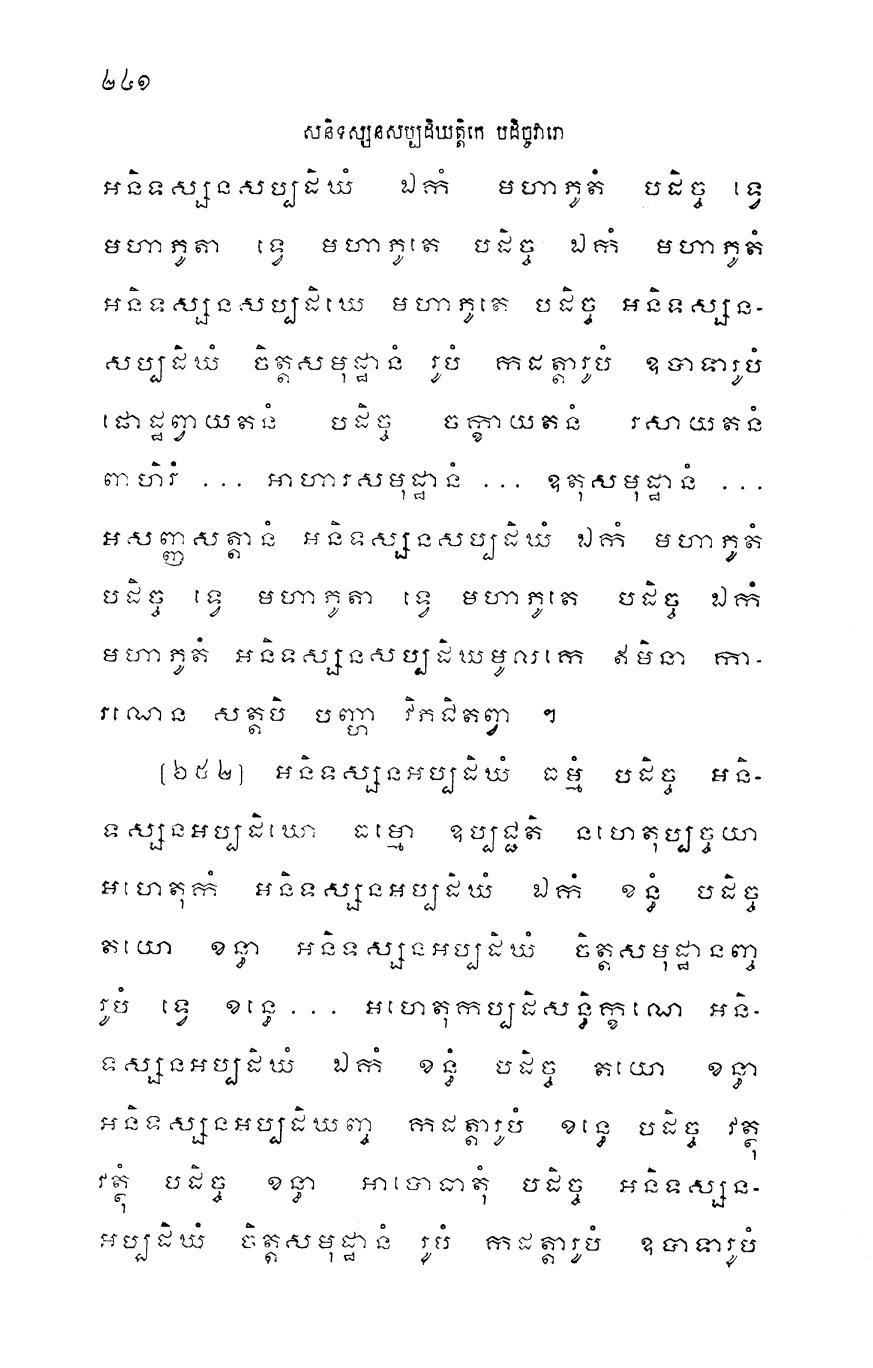 ២៤១
សនិទស្សនសប្បដិឃត្តិកេ បដិច្ចវារោ
អនិទស្សនសប្បដិឃំ ឯកំ មហាភូតំ បដិច្ច ទ្វេ
មហាភូតា ទ្វេ មហាភូតេ បដិច្ច ឯកំ មហាភូតំ
អនិទស្សនសប្បដិឃេ មហាភូតេ បដិច្ច អនិទស្សន-
សប្បដិឃំ ចិត្តសមុដ្ឋានំ រូបំ កដត្តារូបំ ឧបាទារូបំ
ផោដ្ឋព្វាយតនំ បដិច្ច ចក្ខាយតនំ រសាយតនំ
ពាហិរំ ... អាហារសមុដ្ឋានំ ... ឧតុសមុដ្ឋានំ ...
អសញ្ញសត្តានំ អនិទស្សនសប្បដិឃំ ឯកំ មហាភូតំ
បដិច្ច ទ្វេ មហាភូតា ទ្វេ មហាភូតេ បដិច្ច ឯកំ
មហាភូតំ អនិទស្សនសប្បដិឃមូលកេ ឥមិនា កា-
រណេន សត្តបិ បញ្ហា វិភជិតព្វា ៗ
[៦៥២] អនិទស្សនអប្បដិឃំ ធម្មំ បដិច្ច អនិ-
ទស្សនអប្បដិឃោ ធម្មោ ឧប្បជ្ជតិ នហេតុប្បច្ចយា
អហេតុកំ អនិទស្សនអប្បដិឃំ ឯកំ ខន្ធំ បដិច្ច
តយោ ខន្ធា អនិទស្សនអប្បដិឃំ ចិត្តសមុដ្ឋានញ្ច
រូបំ ទ្វេ ខន្ធេ ... អហេតុកប្បដិសន្ធិក្ខណេ អនិ-
ទស្សនអប្បដិឃំ ឯកំ ខន្ធំ បដិច្ច តយោ ខន្ធា
អនិទស្សនអប្បដិឃញ្ច កដត្តារូបំ ខន្ធេ បដិច្ច វត្ថុ
វត្ថុំ បដិច្ច ខន្ធា អាបោធាតុំ បដិច្ច អនិទស្សន-
អប្បដិឃំ ចិត្តសមុដ្ឋានំ រូបំ កដត្តារូបំ ឧបាទារូបំ